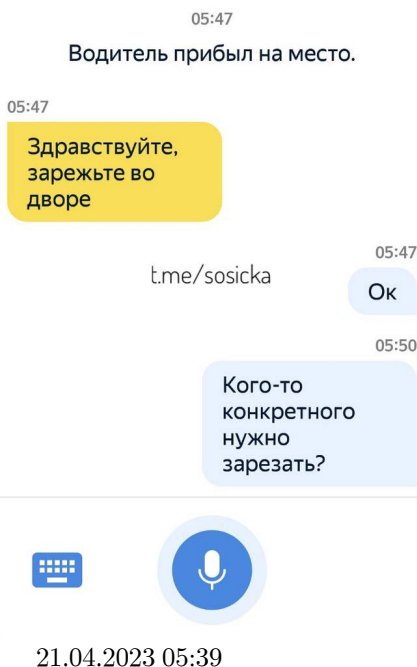 05:47
Водитель прибыл на место.
05:47
Здравствуйте,
зарежьте во
дворе
05:47
t.me/sosicka
Ок
05:50
Кого-то
конкретного
нужно
зарезать?
21.04.2023 05:39